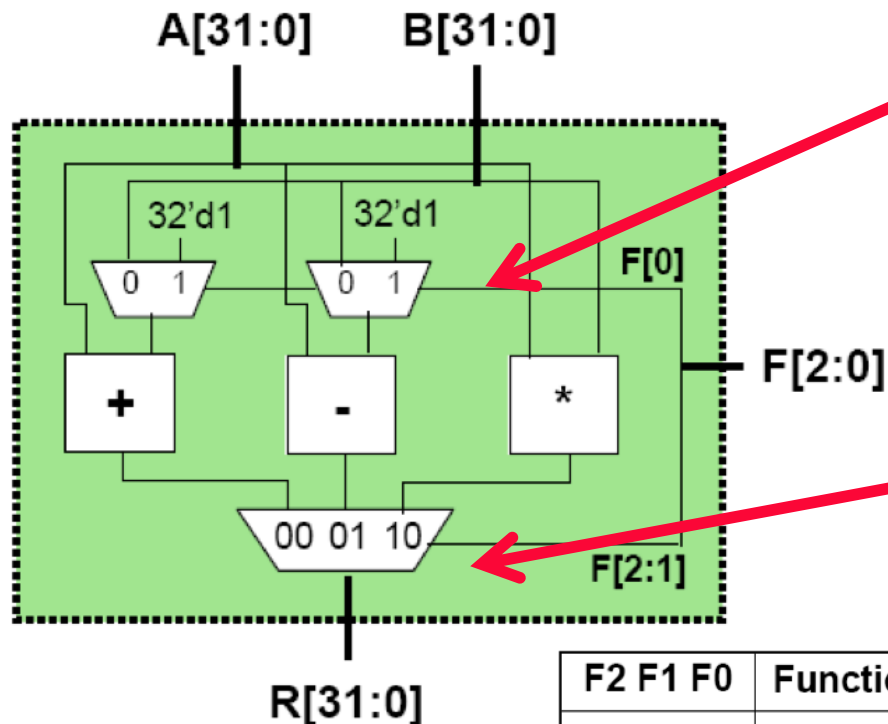 A[31:0] B[31:0]
32'd1 32'd1
0 1 0 1 F[0]
F[2:0]
+ - *
00 01 10
F[2:1]
R[31:0]
F2 F1 F0